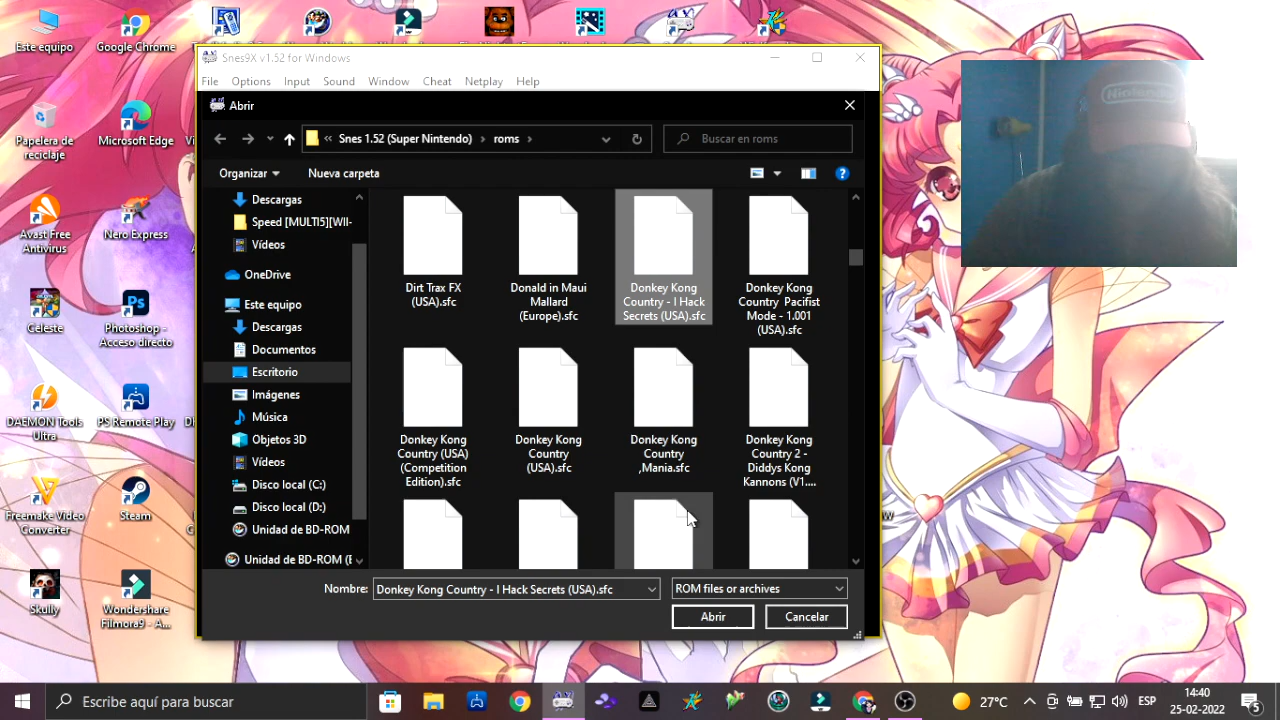 Este equipo
Google Chrome
Papelera de
reciclaje
Microsoft Edge
Avast Free
Antivirus
Nero Express
Celeste
Photoshop -
Acceso directo
DAEMON Tools
Ultra
PS Remote Play
Freemake Video
Converter
Steam
Skully
Wondershare
Filmora9 - A...
Snes9X v1.52 for Windows
File Options Input Sound Window Cheat Netplay Help
Abrir
« Snes 1.52 (Super Nintendo) › roms ›
Buscar en roms
Organizar
Nueva carpeta
Descargas
Speed [MULTI5][WII-
Vídeos
OneDrive
Este equipo
Descargas
Documentos
Escritorio
Imágenes
Música
Objetos 3D
Vídeos
Disco local (C:)
Disco local (D:)
Unidad de BD-ROM
Unidad de BD-ROM (E
Dirt Trax FX
(USA).sfc
Donald in Maui
Mallard
(Europe).sfc
Donkey Kong
Country - I Hack
Secrets (USA).sfc
Donkey Kong
Country Pacifist
Mode - 1.001
(USA).sfc
Donkey Kong
Country (USA)
(Competition
Edition).sfc
Donkey Kong
Country
(USA).sfc
Donkey Kong
Country
,Mania.sfc
Donkey Kong
Country 2 -
Diddys Kong
Kannons (V1....
Nombre: Donkey Kong Country - I Hack Secrets (USA).sfc
ROM files or archives
Abrir
Cancelar
Nintendo
Escribe aquí para buscar
27°C
ESP
14:40
25-02-2022
5